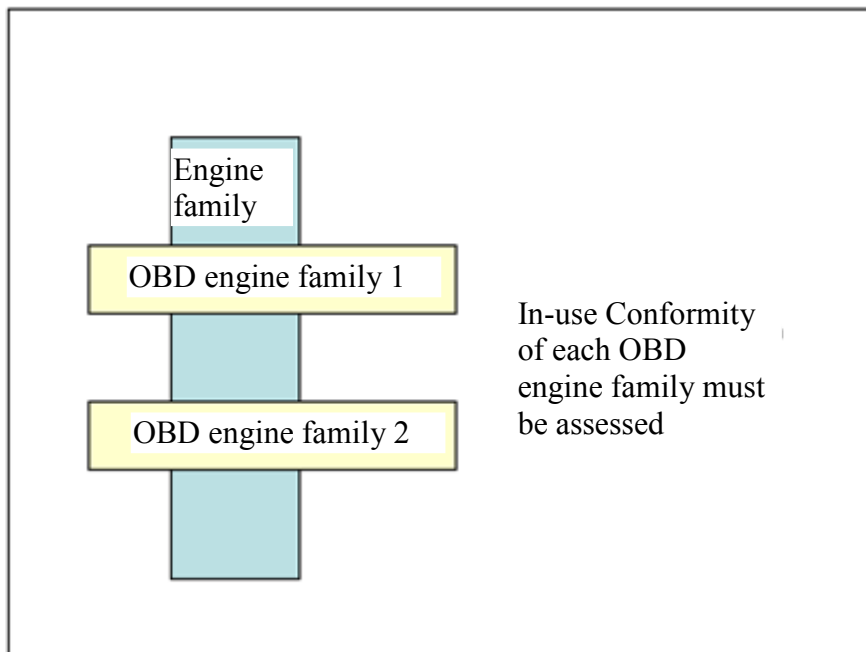 Engine
family
OBD engine family 1
OBD engine family 2
In-use Conformity
of each OBD
engine family must
be assessed